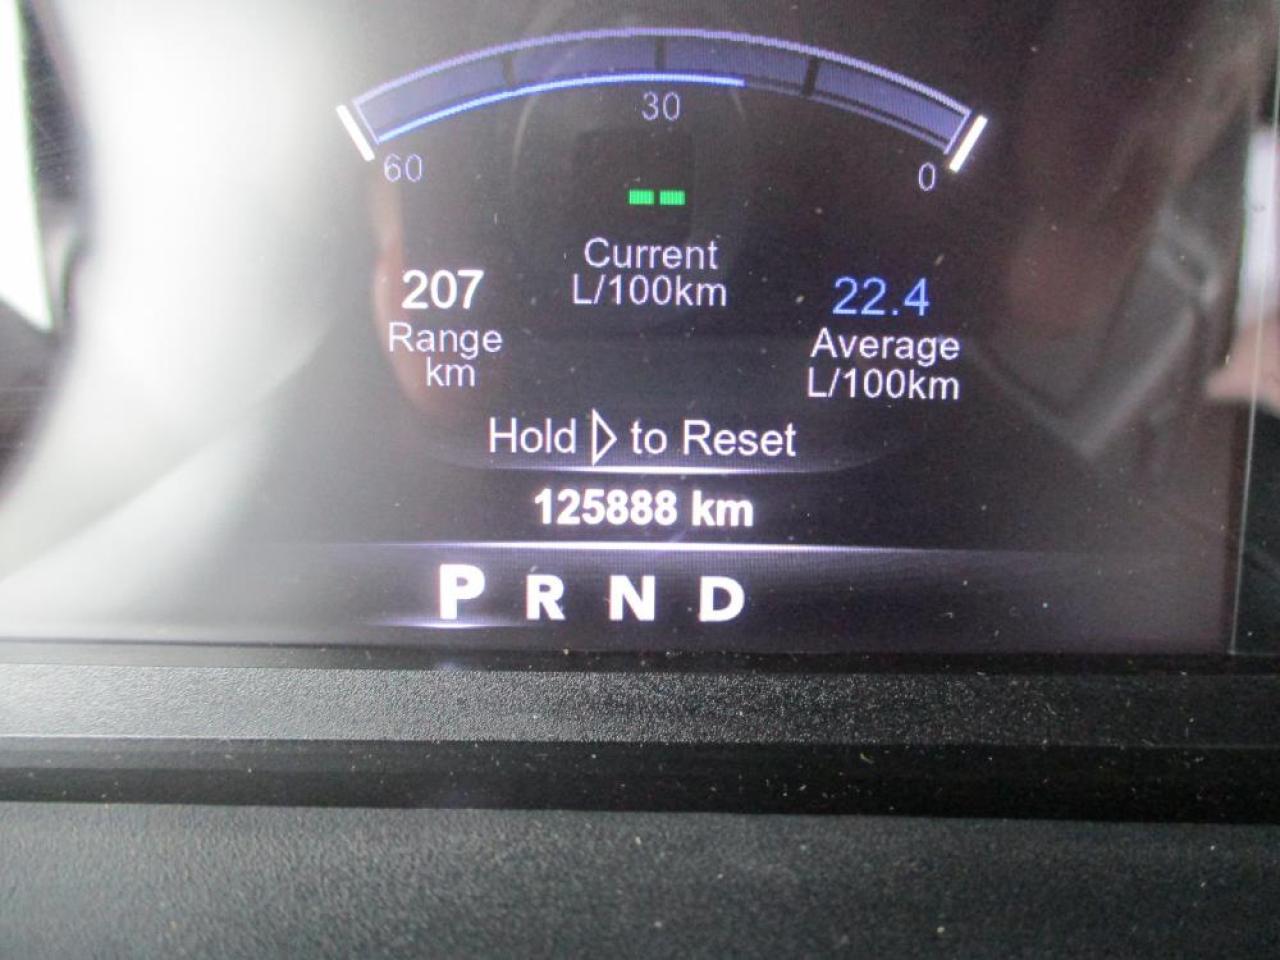 30
60
0
--
Current
L/100km
207
Range
km
22.4
Average
L/100km
Hold ▷ to Reset
125888 km
P R N D